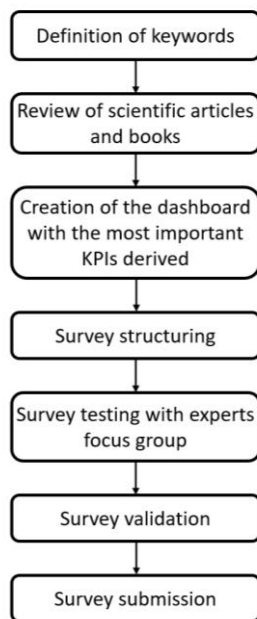 Definition of keywords
Review of scientific articles
and books
Creation of the dashboard
with the most important
KPIs derived
Survey structuring
Survey testing with experts
focus group
Survey validation
Survey submission